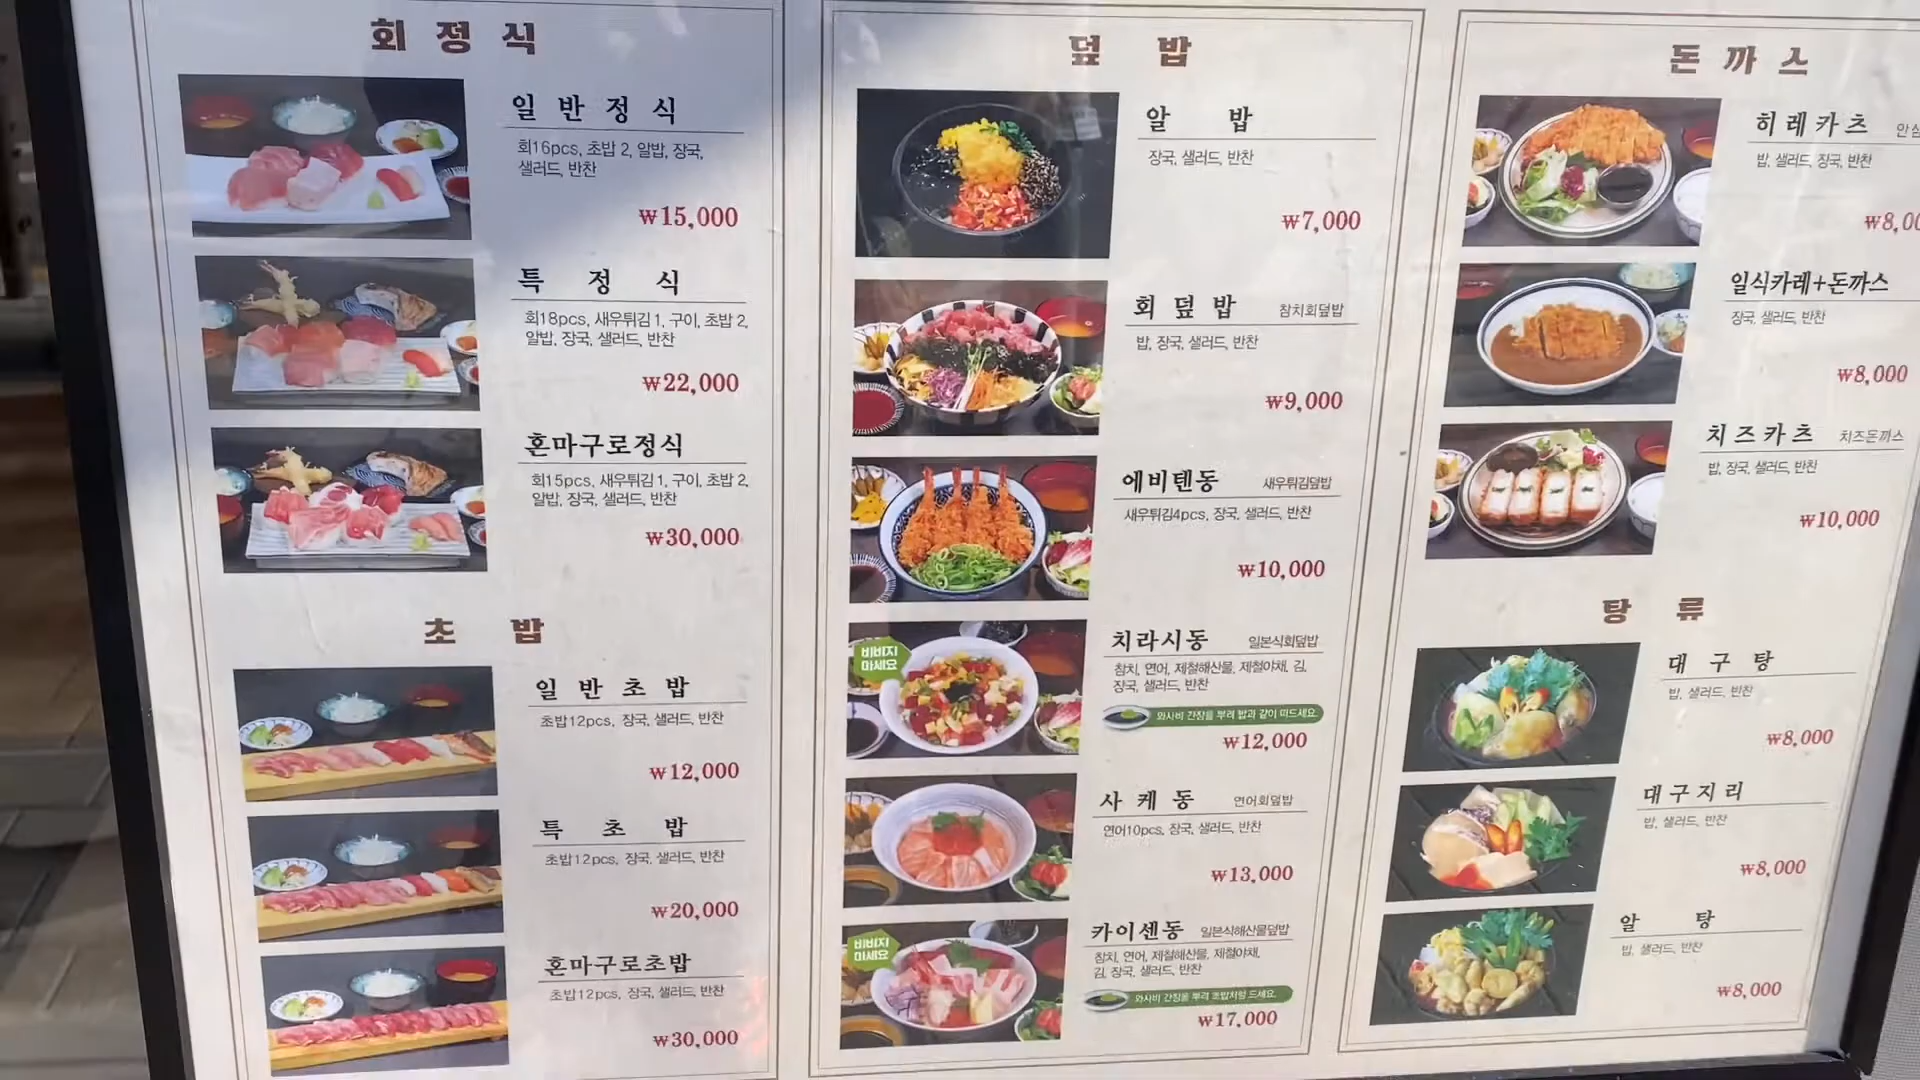 회 정 식
일 반 정 식
회16pcs, 초밥 2, 알밥, 장국,
샐러드, 반찬
₩15,000
특 정 식
회18pcs, 새우튀김 1, 구이, 초밥 2,
알밥, 장국, 샐러드, 반찬
₩22,000
혼마구로정식
회15pcs, 새우튀김 1, 구이, 초밥 2,
알밥, 장국, 샐러드, 반찬
₩30,000
초 밥
일 반 초 밥
초밥12pcs, 장국, 샐러드, 반찬
₩12,000
특 초 밥
초밥12pcs, 장국, 샐러드, 반찬
₩20,000
혼마구로초밥
초밥12pcs, 장국, 샐러드, 반찬
₩30,000
덮 밥
알 밥
장국, 샐러드, 반찬
₩7,000
회 덮 밥 참치회덮밥
밥, 장국, 샐러드, 반찬
₩9,000
에비텐동 새우튀김덮밥
새우튀김4pcs, 장국, 샐러드, 반찬
₩10,000
비비지
마세요
치라시동 일본식회덮밥
참치, 연어, 제철해산물, 제철야채, 김,
장국, 샐러드, 반찬
와사비 간장을 뿌려 밥과 같이 떠드세요.
₩12,000
사 케 동 연어회덮밥
연어10pcs, 장국, 샐러드, 반찬
₩13,000
비비지
마세요
카이센동 일본식해산물덮밥
참치, 연어, 제철해산물, 제철야채,
김, 장국, 샐러드, 반찬
와사비 간장을 뿌려 초밥처럼 드세요.
₩17,000
돈 까 스
히 레 카 츠
밥, 샐러드, 장국, 반찬
일식카레+돈까스
장국, 샐러드, 반찬
₩8,000
치 즈 카 츠 치즈돈까스
밥, 장국, 샐러드, 반찬
₩10,000
탕 류
대 구 탕
밥, 샐러드, 반찬
₩8,000
대구지리
밥, 샐러드, 반찬
₩8,000
알 탕
밥, 샐러드, 반찬
₩8,000